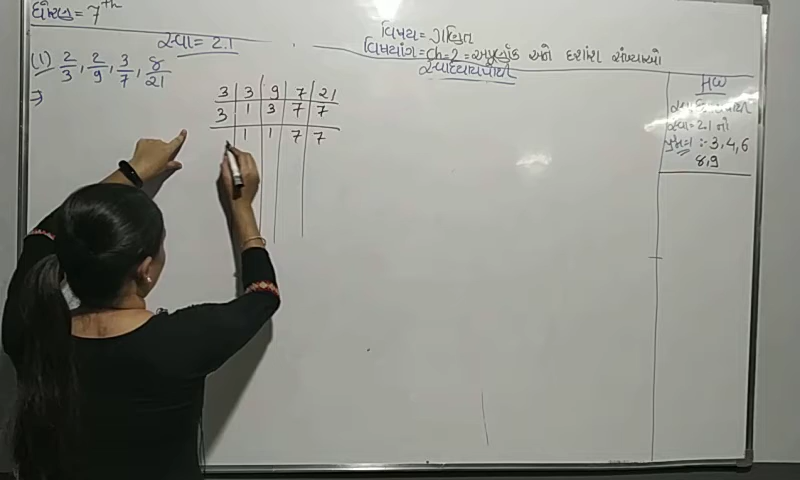 ધોરણ = 7th
વિષય = ગણિત
વિષયાંગ = Ch = 2 = અપૂર્ણાંક અને દશાંશ સંખ્યાઓ
સ્વાધ્યાયપોથી
સ્વા = 2.1
(1) 2/3, 2/9, 3/7, 8/21
⇒
3 3 9 7 21
3 1 3 7 7
1 1 7 7
HW
સ્વા = 2.1 નો
:- 3, 4, 6
8, 9